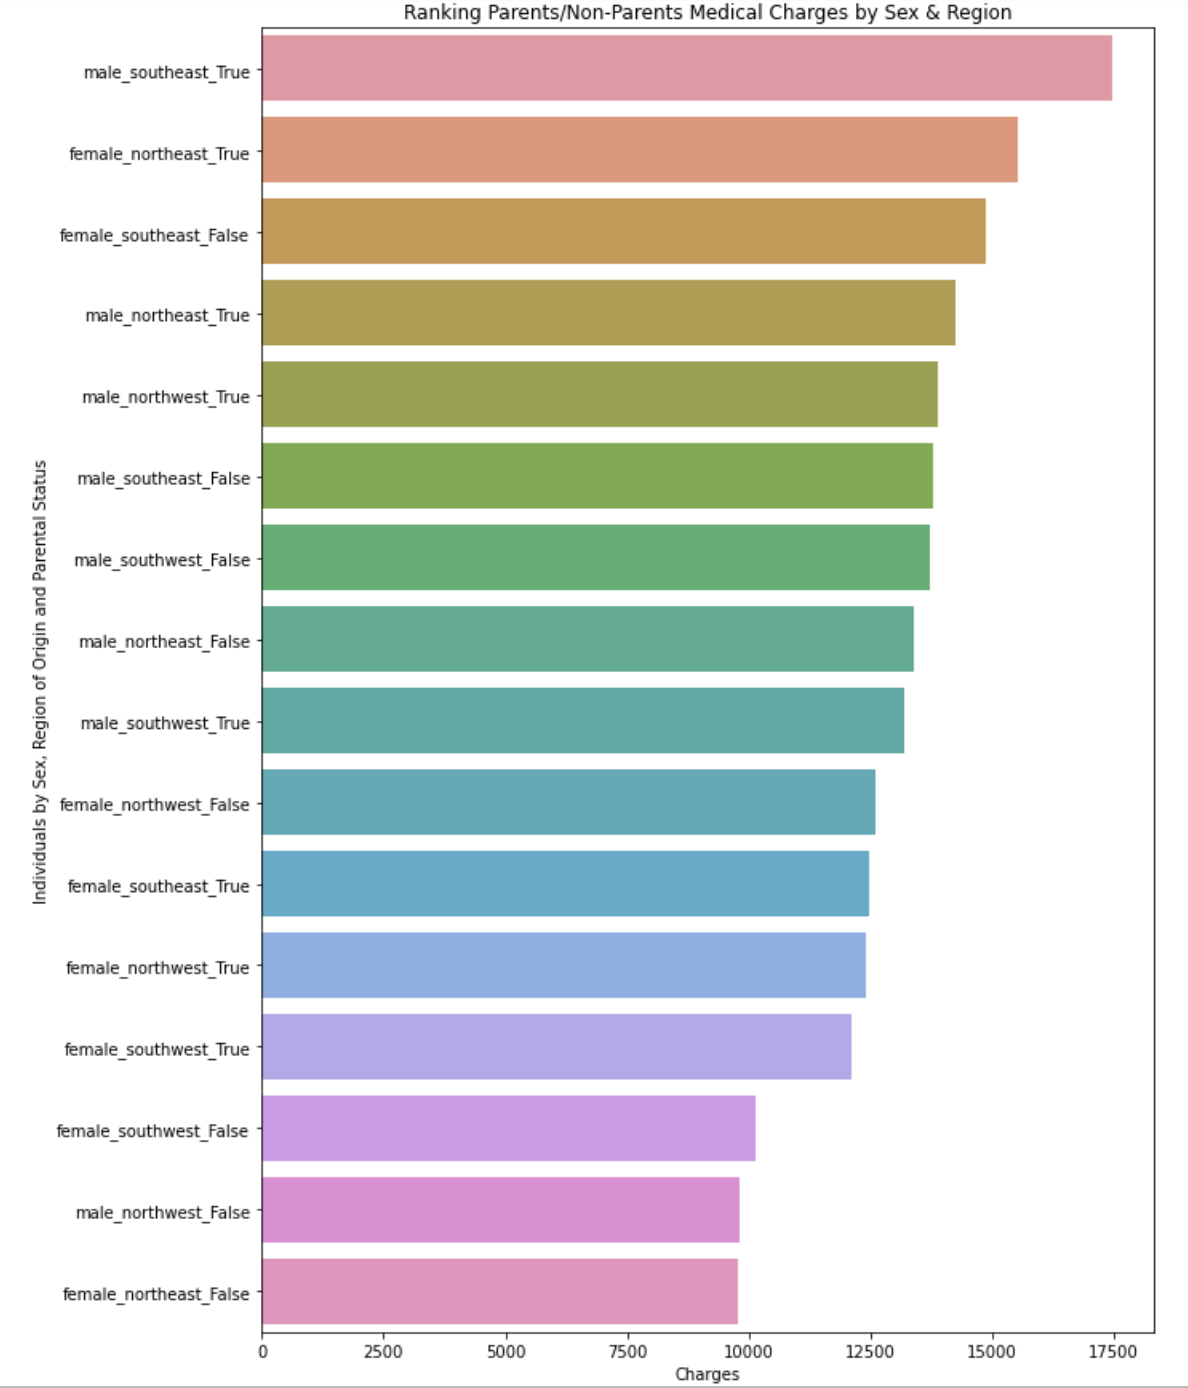 Ranking Parents/Non-Parents Medical Charges by Sex & Region
Individuals by Sex, Region of Origin and Parental Status
male_southeast_True
female_northeast_True
female_southeast_False
male_northeast_True
male_northwest_True
male_southeast_False
male_southwest_False
male_northeast_False
male_southwest_True
female_northwest_False
female_southeast_True
female_northwest_True
female_southwest_True
female_southwest_False
male_northwest_False
female_northeast_False
0 2500 5000 7500 10000 12500 15000 17500
Charges